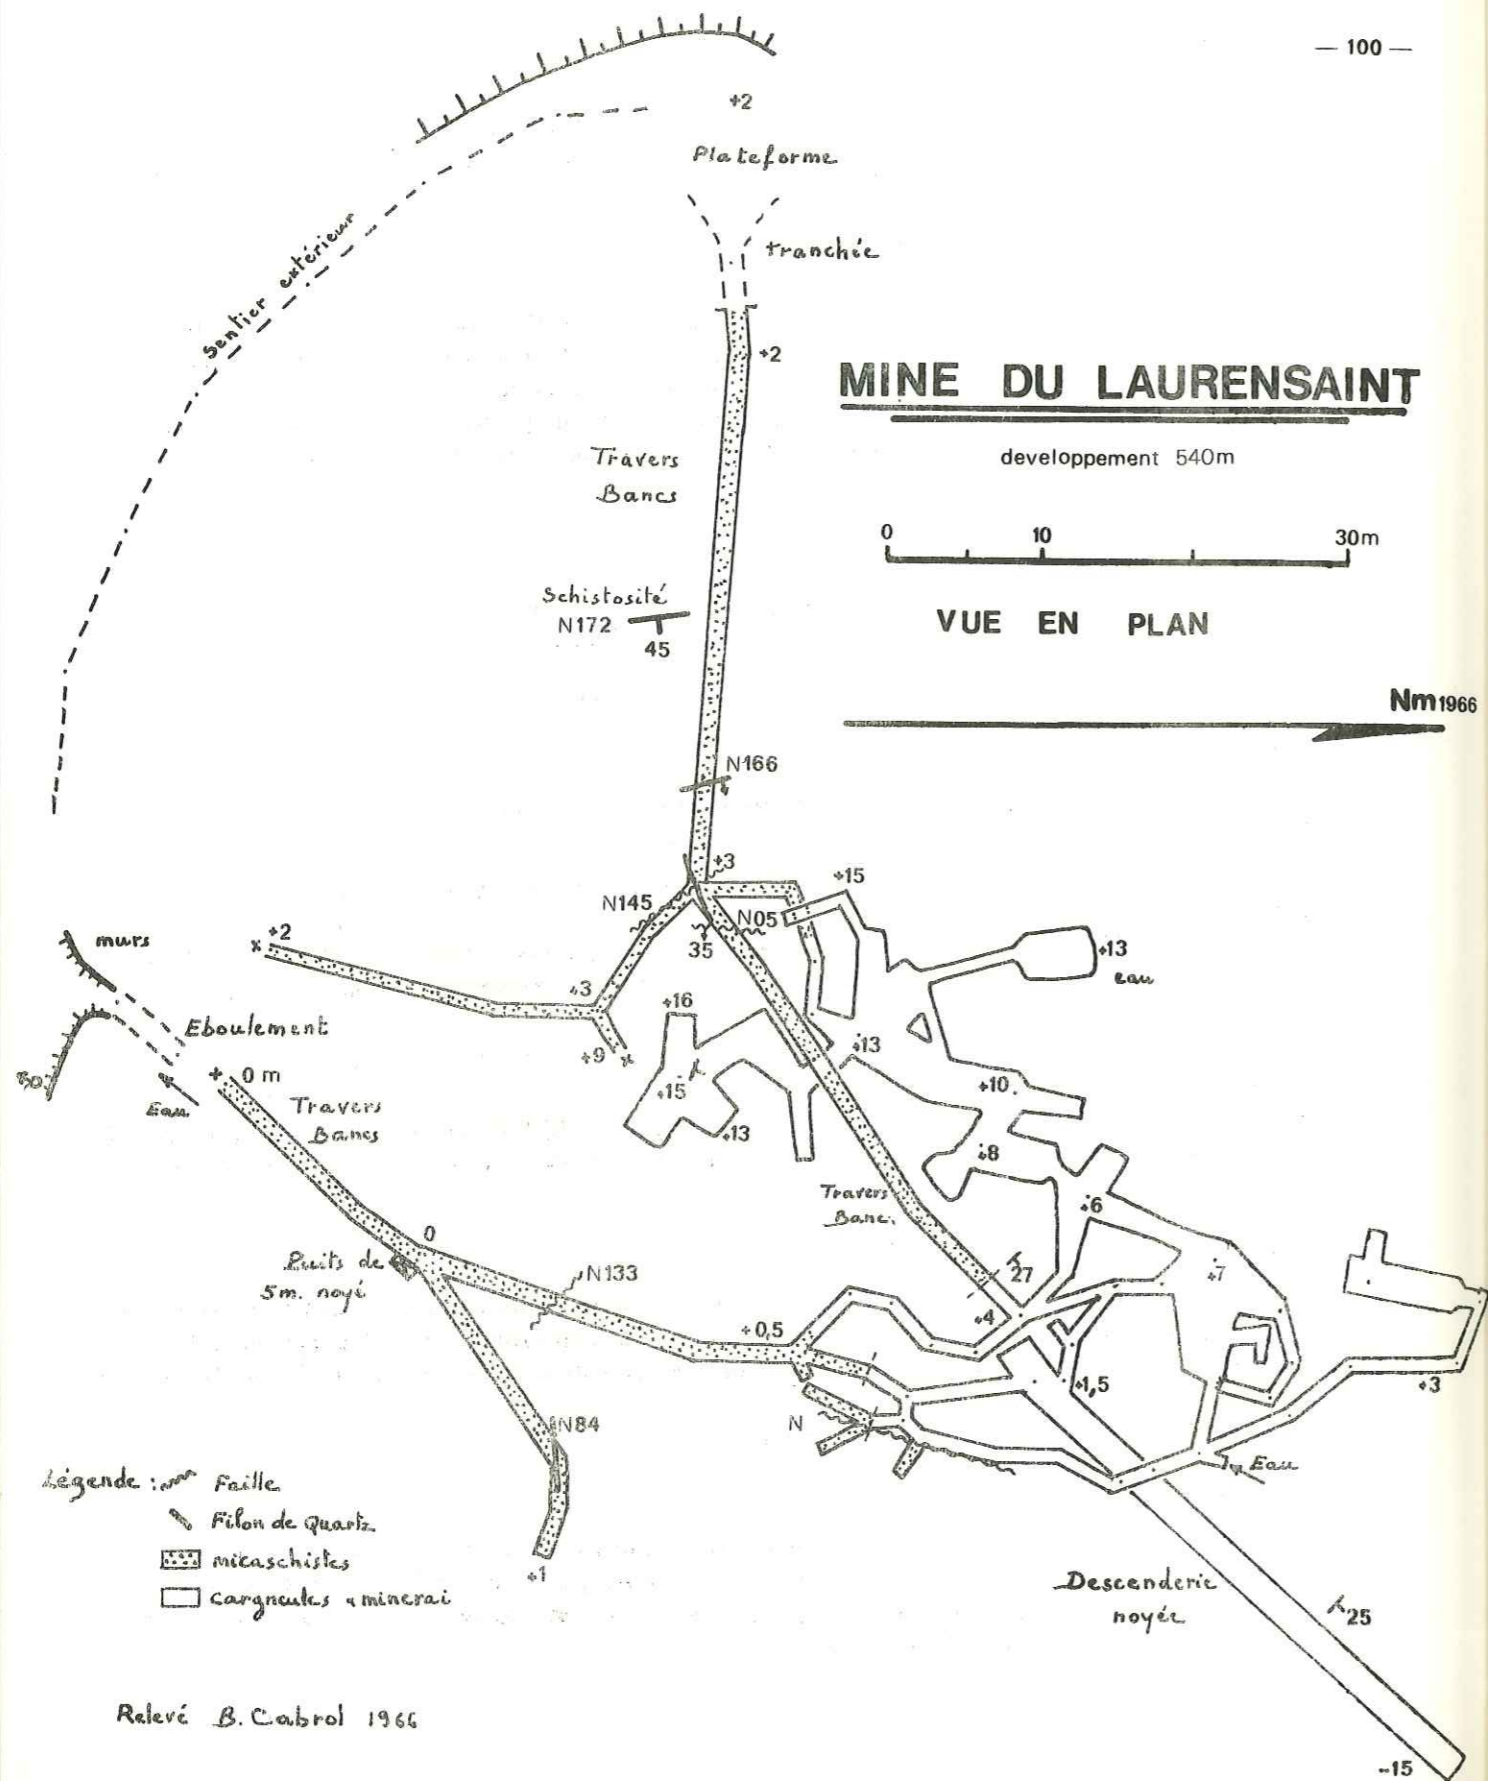 — 100 —
+2
Plateforme
tranchée
Sentier extérieur
+2
MINE DU LAURENSAINT
developpement 540m
Travers
Bancs
0 10 30m
Schistosité
N172
45
VUE EN PLAN
Nm 1966
N166
+3
+15
N145
N05
35
+13
eau
murs
+2
+3
+16
Eboulement
+9
+13
+15
+10
0 m
Eau
Travers
Bancs
+13
+8
Travers
Banc.
+6
0
Puits de
5m. noyé
N133
27
+7
+4
+0,5
+1,5
+3
N84
N
Eau
Légende :
Faille
Filon de Quartz
micaschistes
cargneules + minerai
+1
Descenderie
noyée
25
Relevé B. Cabrol 1966
-15